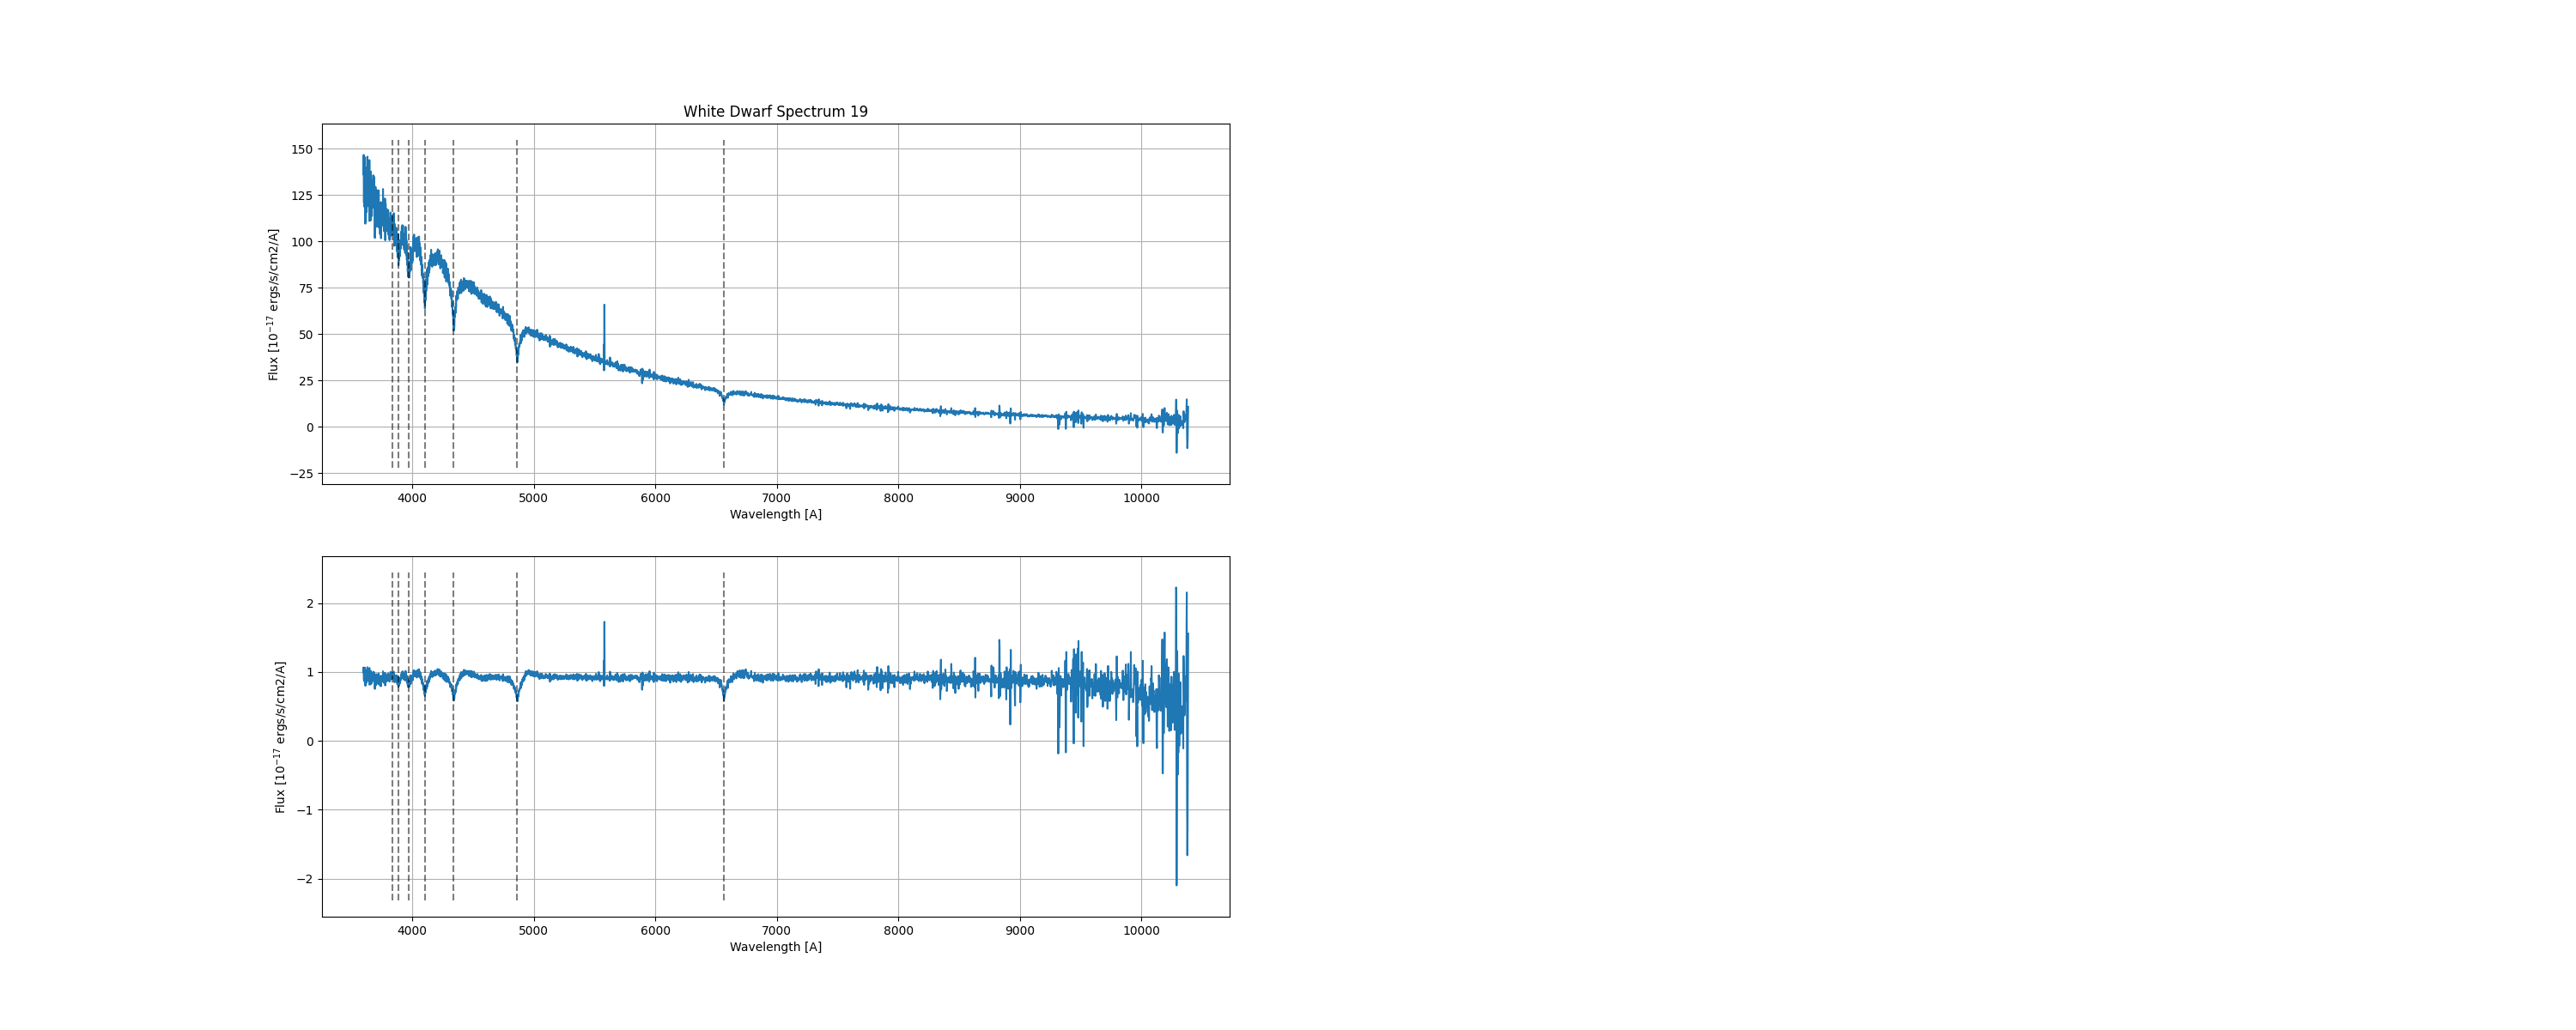 White Dwarf Spectrum 19
Flux [10⁻¹⁷ ergs/s/cm2/A]
150
125
100
75
50
25
0
−25
4000 5000 6000 7000 8000 9000 10000
Wavelength [A]
Flux [10⁻¹⁷ ergs/s/cm2/A]
2
1
0
−1
−2
4000 5000 6000 7000 8000 9000 10000
Wavelength [A]